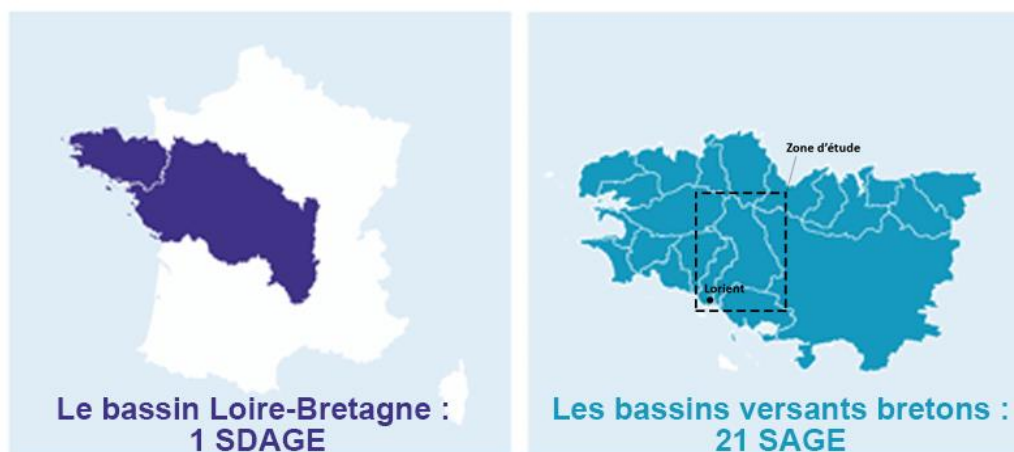 Le bassin Loire-Bretagne :
1 SDAGE
Zone d'étude
Lorient
Les bassins versants bretons :
21 SAGE